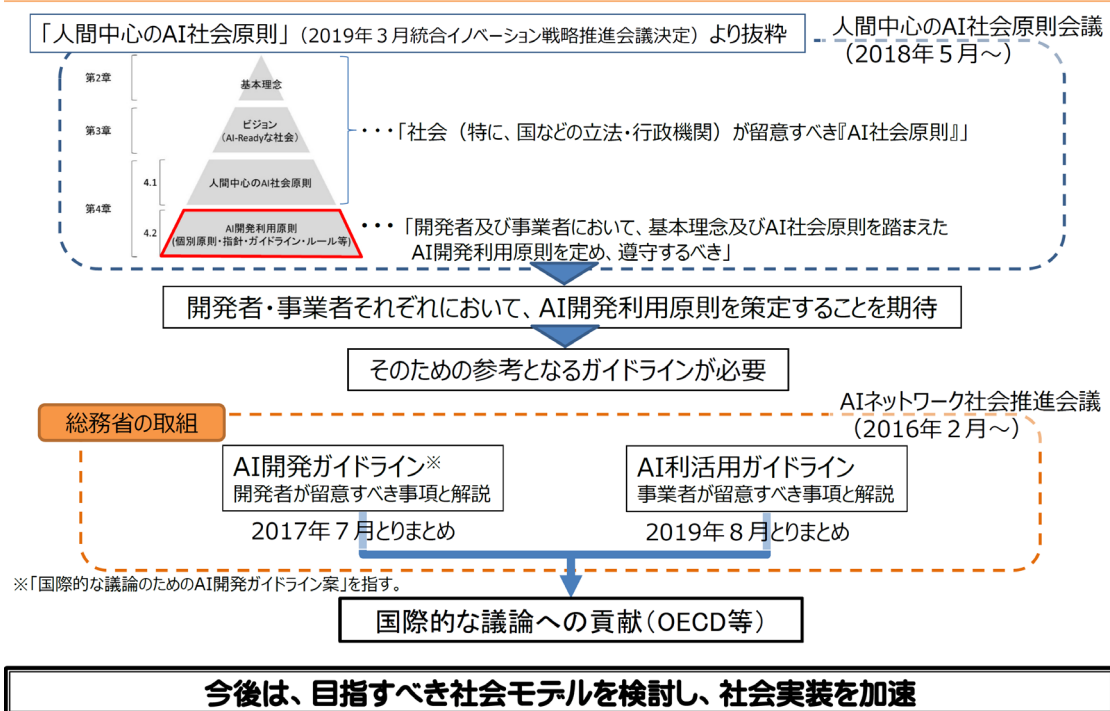 「人間中心のAI社会原則」（2019年３月統合イノベーション戦略推進会議決定）より抜粋
人間中心のAI社会原則会議
（2018年５月～）
第2章
基本理念
第3章
ビジョン
（AI-Readyな社会）
・・・「社会（特に、国などの立法・行政機関）が留意すべき『AI社会原則』」
4.1
人間中心のAI社会原則
第4章
4.2
AI開発利用原則
(個別原則・指針・ガイドライン・ルール等)
・・・「開発者及び事業者において、基本理念及びAI社会原則を踏まえた
AI開発利用原則を定め、遵守するべき」
開発者・事業者それぞれにおいて、AI開発利用原則を策定することを期待
そのための参考となるガイドラインが必要
総務省の取組
AIネットワーク社会推進会議
（2016年２月～）
AI開発ガイドライン※
開発者が留意すべき事項と解説
2017年７月とりまとめ
AI利活用ガイドライン
事業者が留意すべき事項と解説
2019年８月とりまとめ
※「国際的な議論のためのAI開発ガイドライン案」を指す。
国際的な議論への貢献（OECD等）
今後は、目指すべき社会モデルを検討し、社会実装を加速